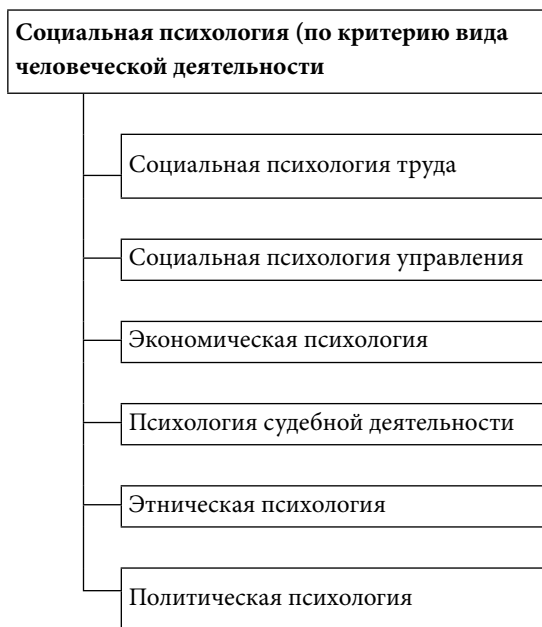 Социальная психология (по критерию вида
человеческой деятельности
Социальная психология труда
Социальная психология управления
Экономическая психология
Психология судебной деятельности
Этническая психология
Политическая психология